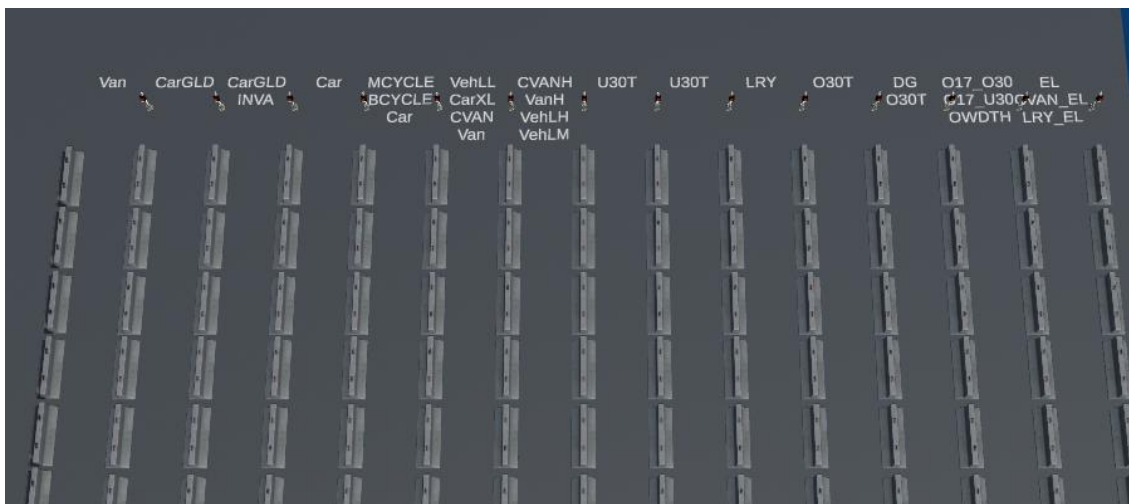 Van CarGLD CarGLD Car MCYCLE VehLL CVANH U30T U30T LRY O30T DG O17_O30 EL
INVA BCYCLE CarXL VanH O30T O17_U30 CVAN_EL
Car CVAN VehLH OWDTH LRY_EL
Van VehLM